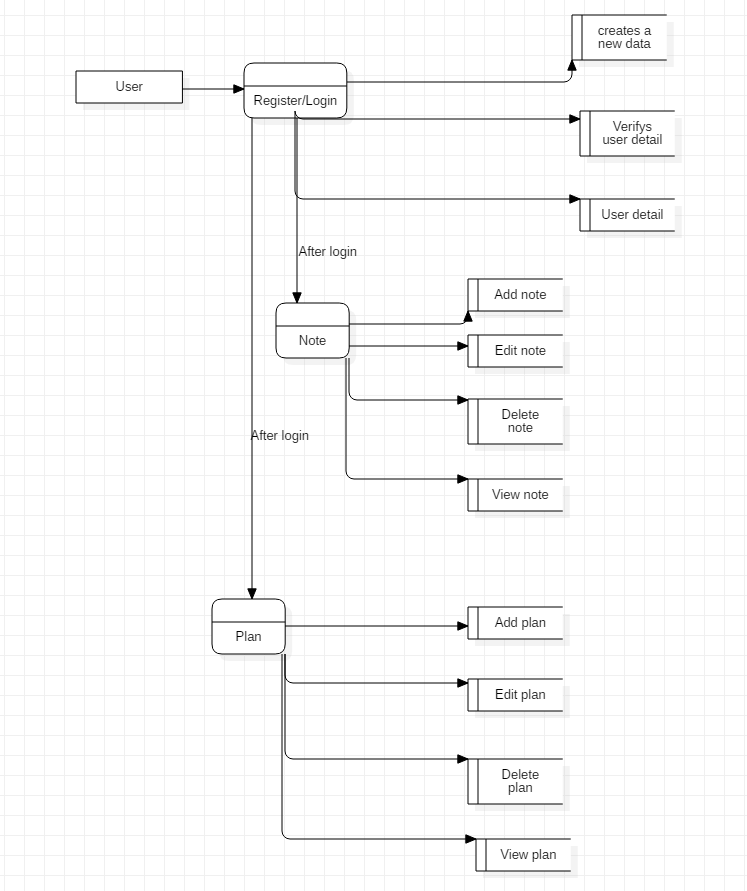 creates a
new data
User
Register/Login
Verifys
user detail
User detail
After login
Add note
Note
Edit note
Delete
note
After login
View note
Add plan
Plan
Edit plan
Delete
plan
View plan